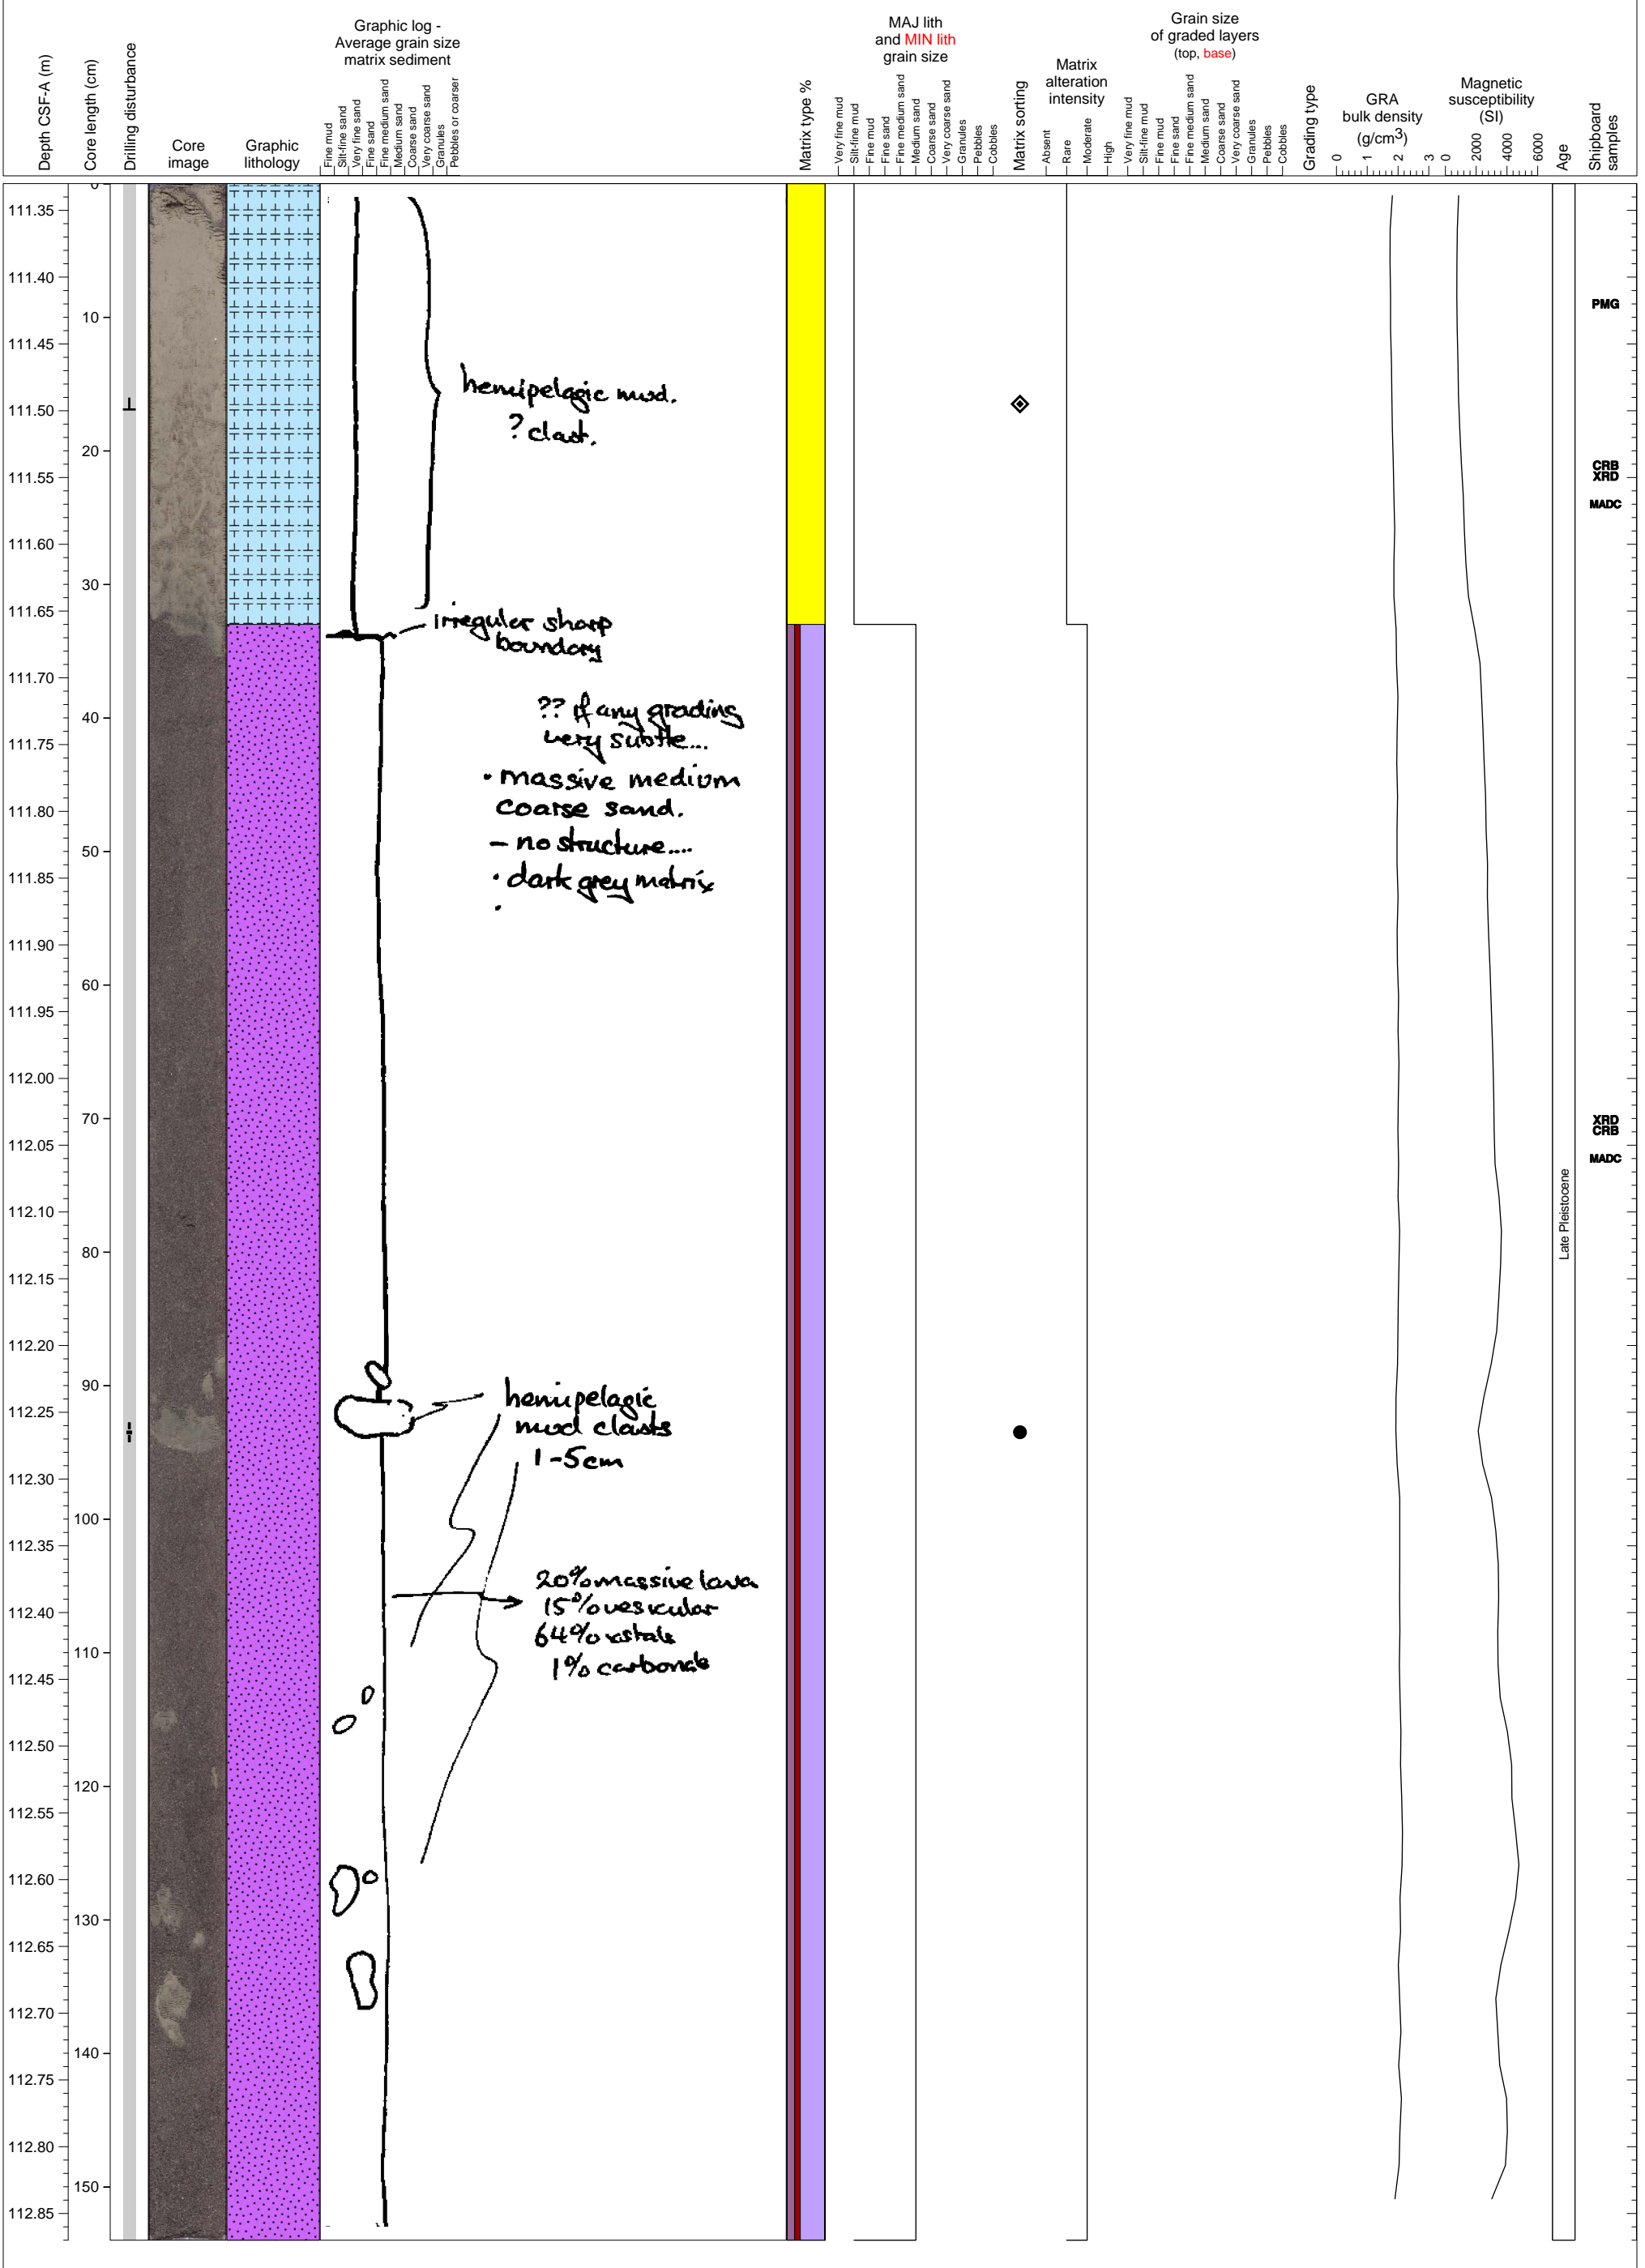 Depth CSF-A (m)
Core length (cm)
Drilling disturbance
Core
image
Graphic
lithology
Graphic log -
Average grain size
matrix sediment
Fine mud
Silt-fine sand
Very fine sand
Fine sand
Fine medium sand
Medium sand
Coarse sand
Very coarse sand
Granules
Pebbles or coarser
Matrix type %
MAJ lith
and MIN lith
grain size
Very fine mud
Silt-fine mud
Fine mud
Fine sand
Fine medium sand
Medium sand
Coarse sand
Very coarse sand
Granules
Pebbles
Cobbles
Matrix sorting
Matrix
alteration
intensity
Absent
Rare
Moderate
High
Grain size
of graded layers
(top, base)
Very fine mud
Silt-fine mud
Fine mud
Fine sand
Fine medium sand
Medium sand
Coarse sand
Very coarse sand
Granules
Pebbles
Cobbles
Grading type
GRA
bulk density
(g/cm3)
0
1
2
3
Magnetic
susceptibility
(SI)
0
2000
4000
6000
Age
Shipboard
samples
111.35
111.40
111.45
111.50
111.55
111.60
111.65
111.70
111.75
111.80
111.85
111.90
111.95
112.00
112.05
112.10
112.15
112.20
112.25
112.30
112.35
112.40
112.45
112.50
112.55
112.60
112.65
112.70
112.75
112.80
112.85
0
10
20
30
40
50
60
70
80
90
100
110
120
130
140
150
hemipelagic mud.
? clast.
irregular sharp
boundary
?? if any grading
very subtle...
• massive medium
coarse sand.
– no structure....
• dark grey matrix
•
hemipelagic
mud clasts
1-5cm
20% massive lava
15% vesicular
64% xstals
1% carbonate
Late Pleistocene
PMG
CRB
XRD
MADC
XRD
CRB
MADC